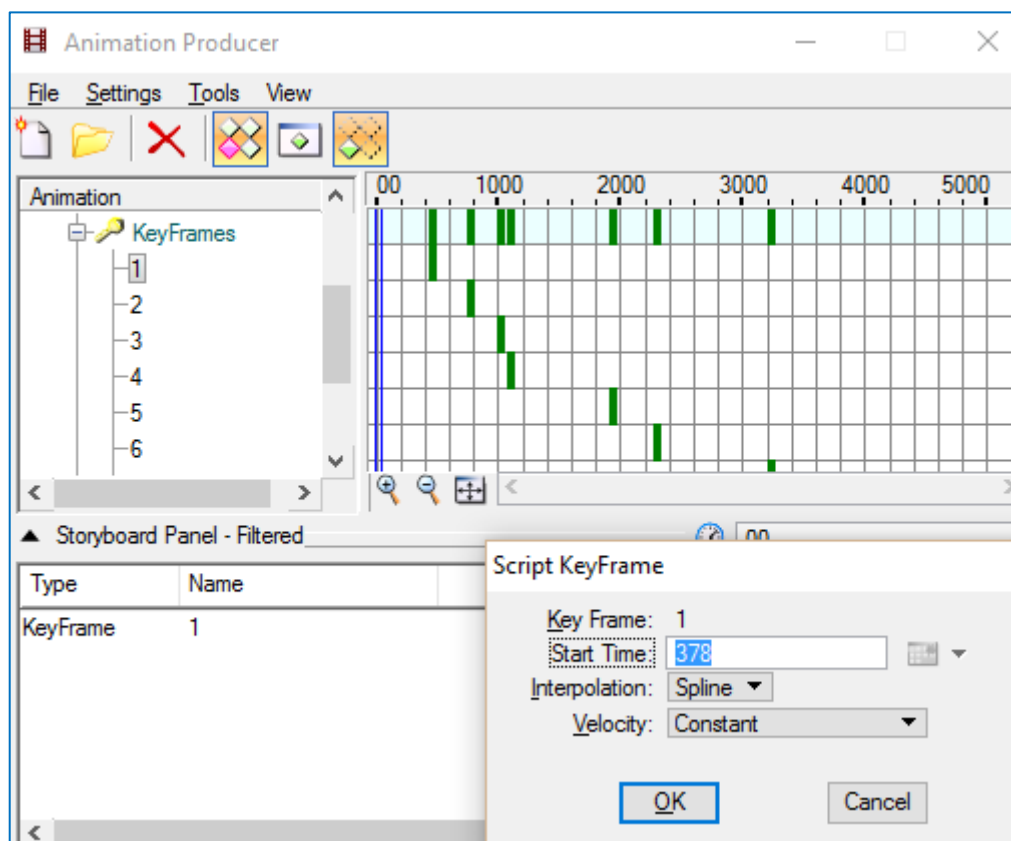 Animation Producer
File Settings Tools View
Animation
00 1000 2000 3000 4000 5000
KeyFrames
1
2
3
4
5
6
Storyboard Panel - Filtered
00
Type Name
KeyFrame 1
Script KeyFrame
Key Frame: 1
Start Time: 378
Interpolation: Spline
Velocity: Constant
OK Cancel